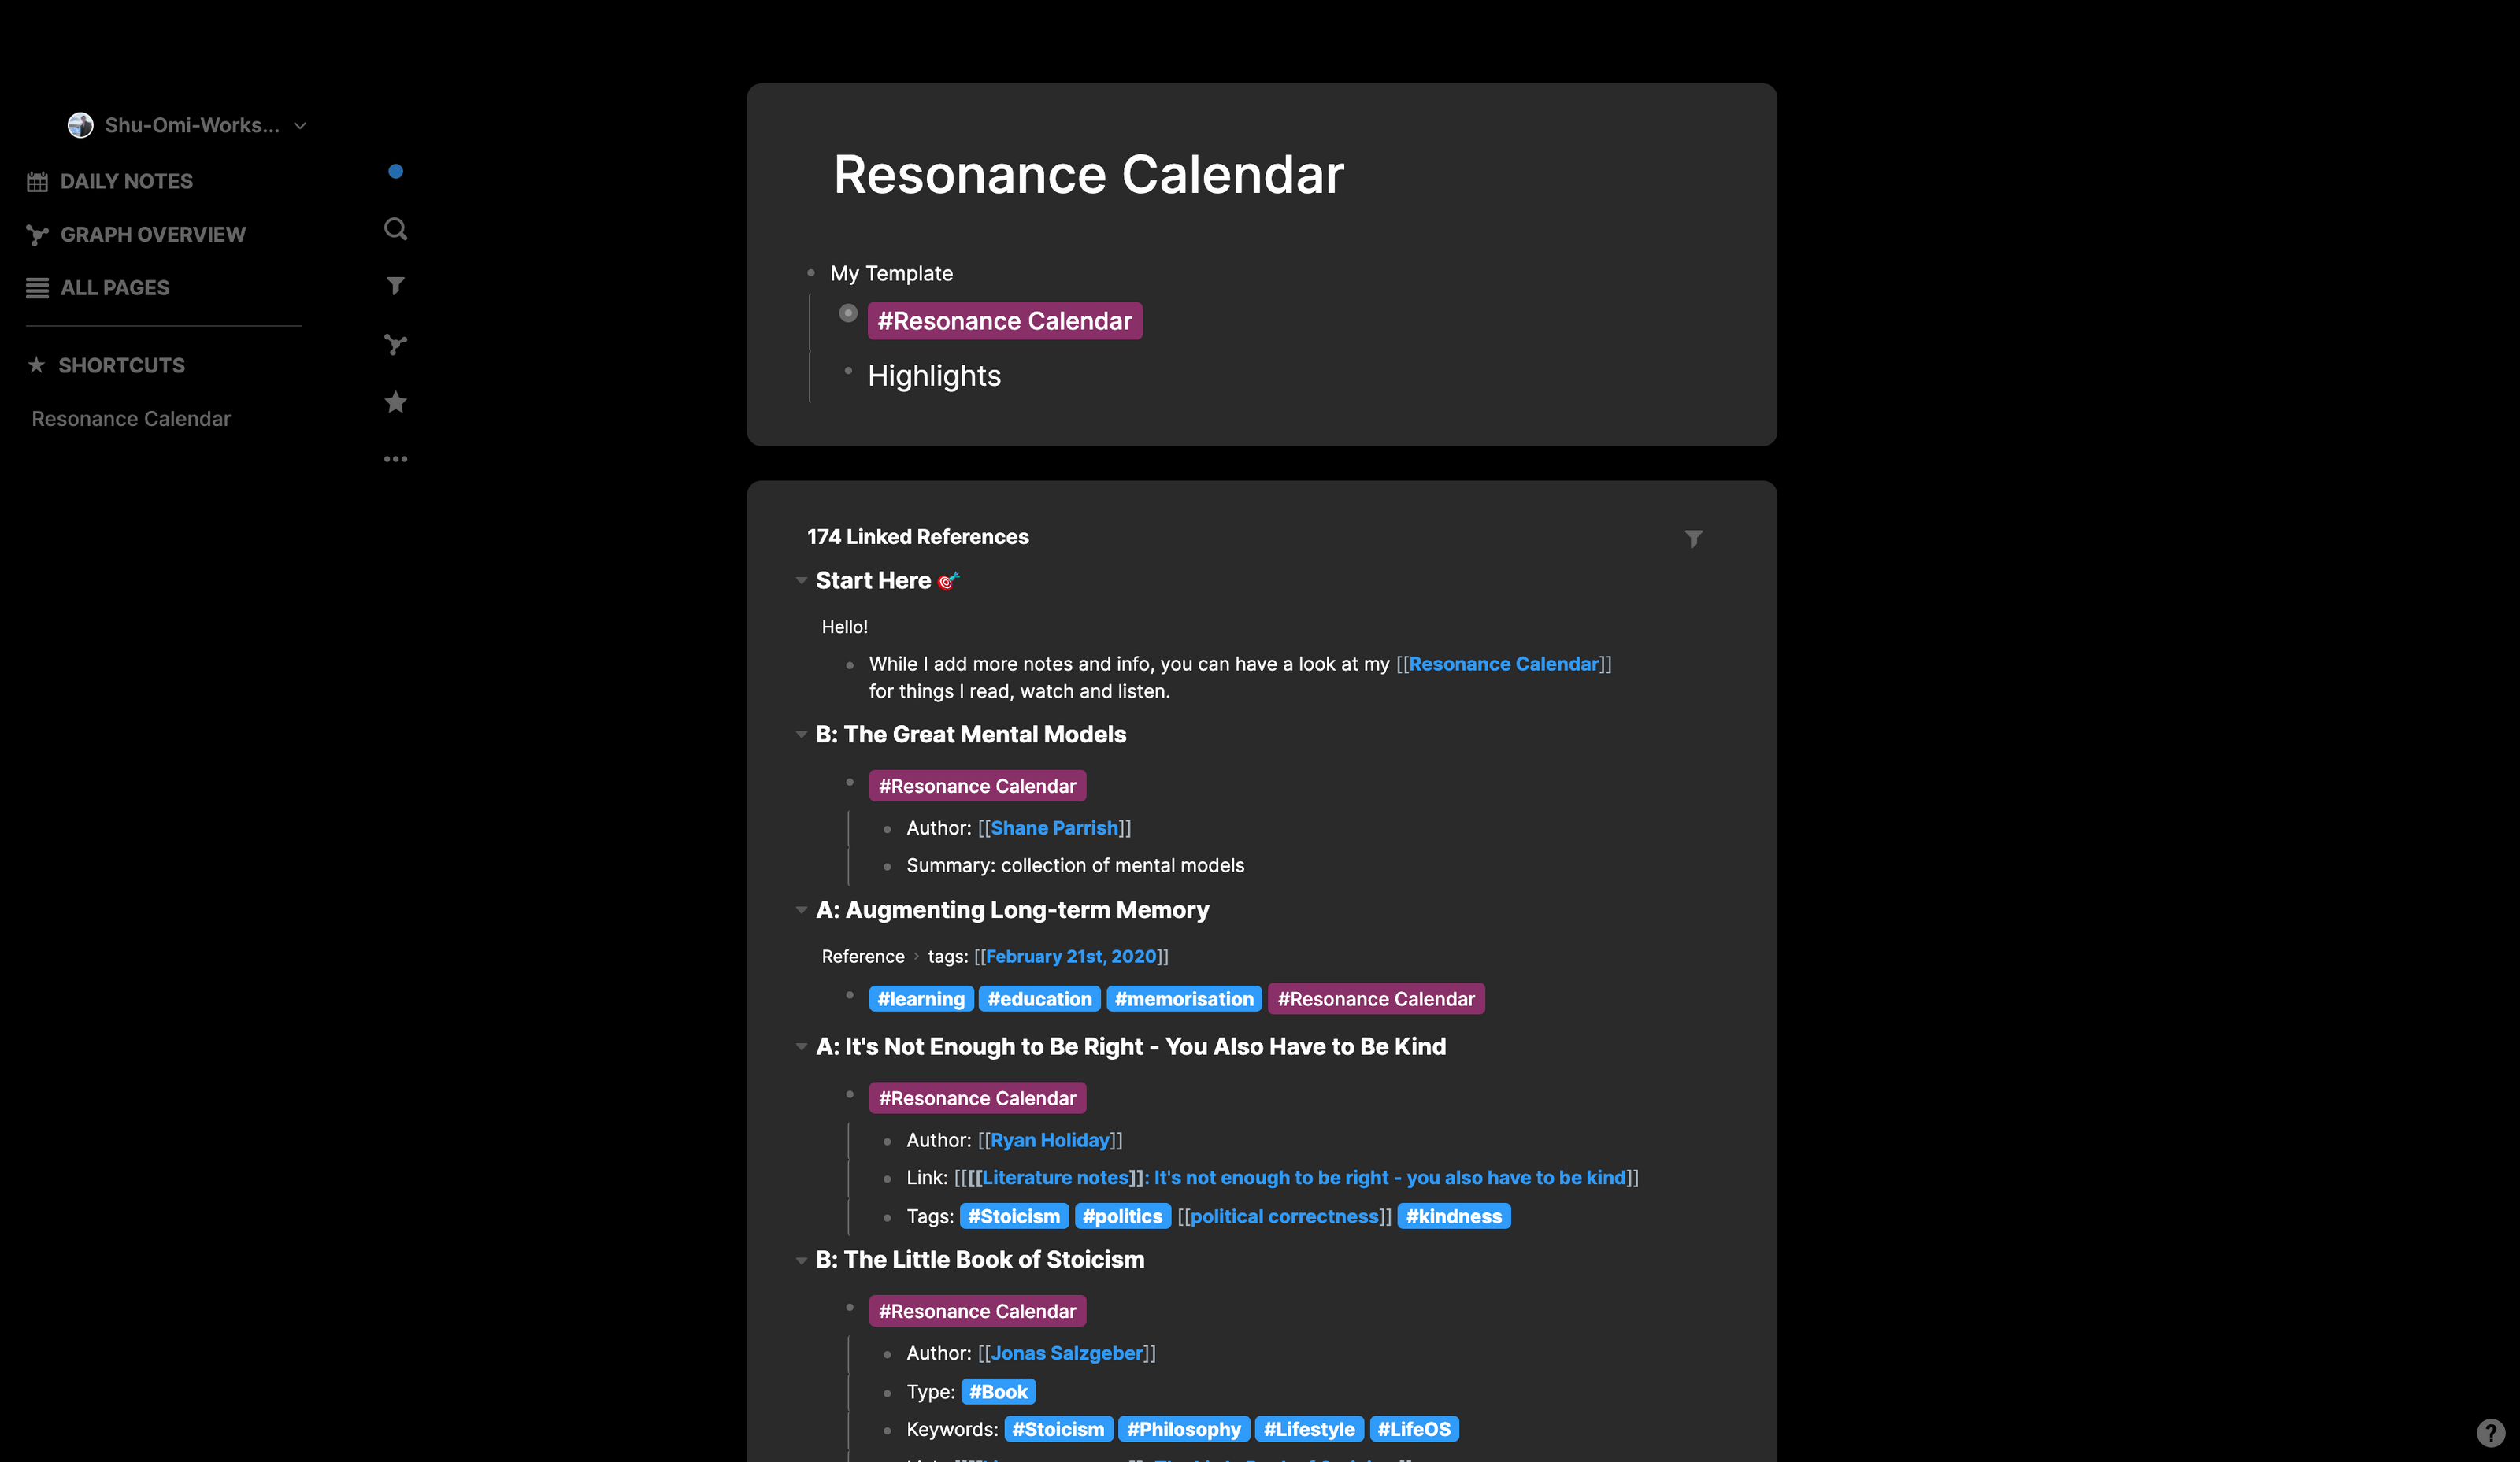 Shu-Omi-Works...
DAILY NOTES
GRAPH OVERVIEW
ALL PAGES
SHORTCUTS
Resonance Calendar
Resonance Calendar
My Template
#Resonance Calendar
Highlights
174 Linked References
Start Here
Hello!
While I add more notes and info, you can have a look at my [[Resonance Calendar]]
for things I read, watch and listen.
B: The Great Mental Models
#Resonance Calendar
Author: [[Shane Parrish]]
Summary: collection of mental models
A: Augmenting Long-term Memory
Reference › tags: [[February 21st, 2020]]
#learning #education #memorisation #Resonance Calendar
A: It's Not Enough to Be Right - You Also Have to Be Kind
#Resonance Calendar
Author: [[Ryan Holiday]]
Link: [[[[Literature notes]]: It's not enough to be right - you also have to be kind]]
Tags: #Stoicism #politics [[political correctness]] #kindness
B: The Little Book of Stoicism
#Resonance Calendar
Author: [[Jonas Salzgeber]]
Type: #Book
Keywords: #Stoicism #Philosophy #Lifestyle #LifeOS
?